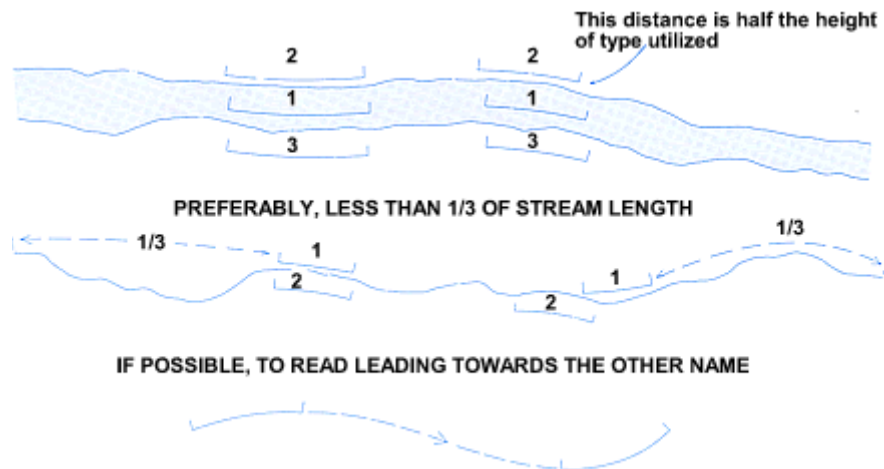 This distance is half the height
of type utilized
2 2
1 1
3 3
PREFERABLY, LESS THAN 1/3 OF STREAM LENGTH
1/3 1 1 1/3
2 2
IF POSSIBLE, TO READ LEADING TOWARDS THE OTHER NAME